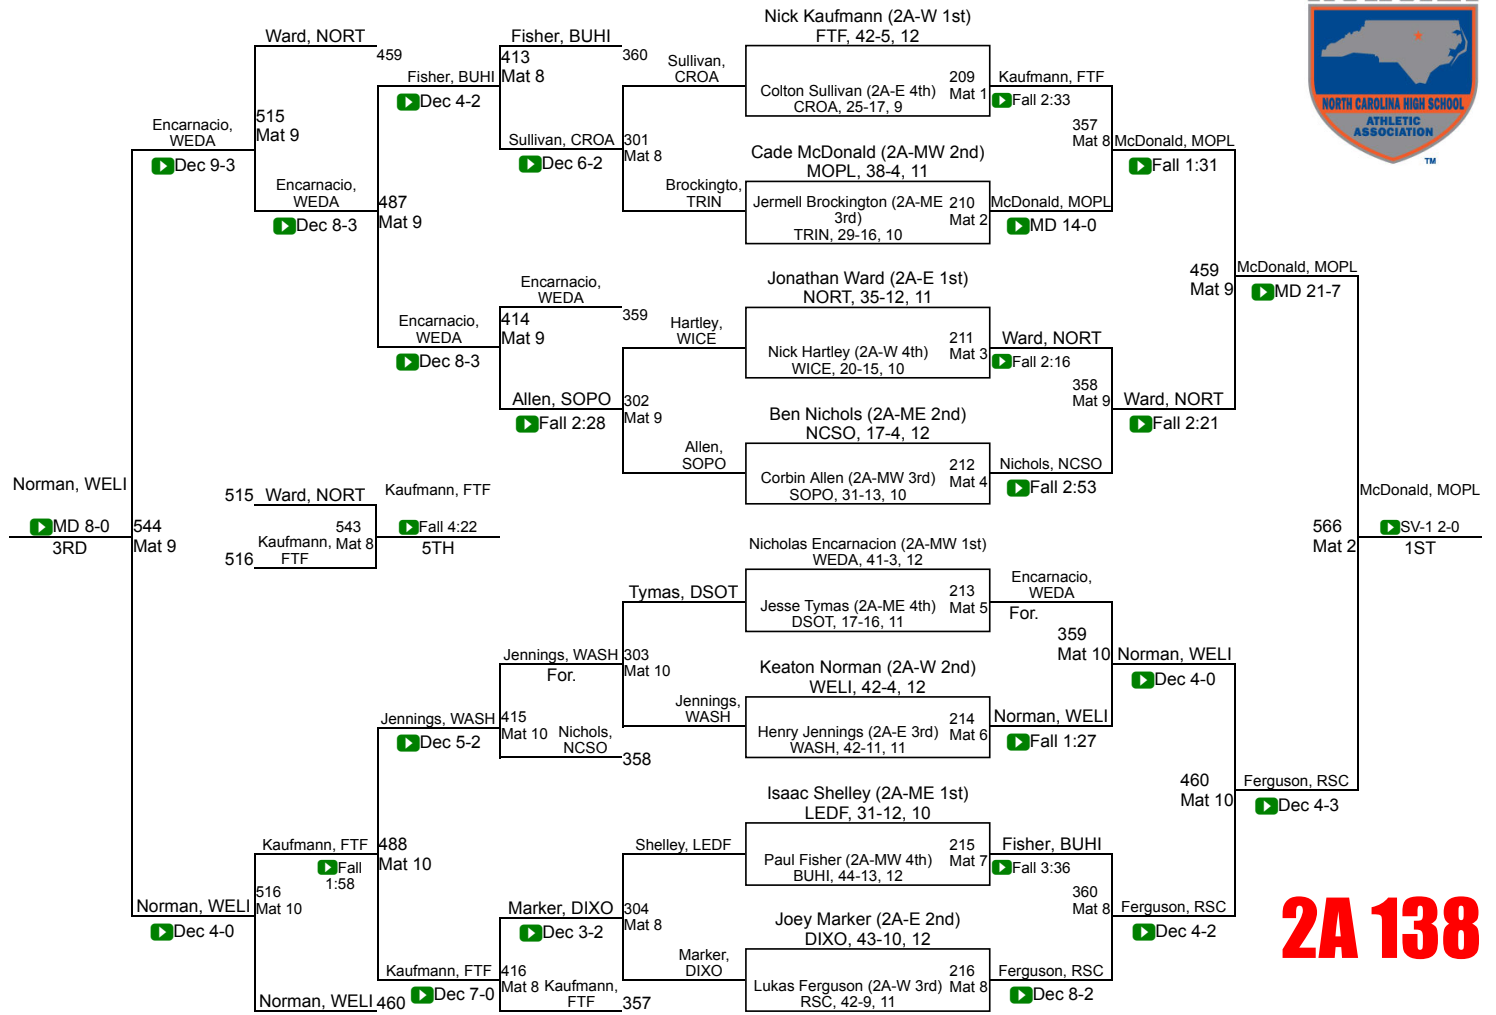 Nick Kaufmann (2A-W 1st)
FTF, 42-5, 12
Ward, NORT
459
Fisher, BUHI
413
Mat 8
360
Sullivan,
CROA
Fisher, BUHI
Dec 4-2
Colton Sullivan (2A-E 4th)
CROA, 25-17, 9
209
Mat 1
Kaufmann, FTF
Fall 2:33
NORTH CAROLINA HIGH SCHOOL
ATHLETIC
ASSOCIATION
TM
515
Mat 9
Encarnacio,
WEDA
Dec 9-3
Sullivan, CROA
Dec 6-2
301
Mat 8
357
Mat 8
McDonald, MOPL
Fall 1:31
Cade McDonald (2A-MW 2nd)
MOPL, 38-4, 11
Encarnacio,
WEDA
Dec 8-3
487
Mat 9
Brockingto,
TRIN
Jermell Brockington (2A-ME
3rd)
TRIN, 29-16, 10
210
Mat 2
McDonald, MOPL
MD 14-0
Jonathan Ward (2A-E 1st)
NORT, 35-12, 11
459
Mat 9
McDonald, MOPL
MD 21-7
Encarnacio,
WEDA
359
Encarnacio,
WEDA
Dec 8-3
414
Mat 9
Hartley,
WICE
Nick Hartley (2A-W 4th)
WICE, 20-15, 10
211
Mat 3
Ward, NORT
Fall 2:16
358
Mat 9
Allen, SOPO
Fall 2:28
302
Mat 9
Ben Nichols (2A-ME 2nd)
NCSO, 17-4, 12
Ward, NORT
Fall 2:21
Allen,
SOPO
Corbin Allen (2A-MW 3rd)
SOPO, 31-13, 10
212
Mat 4
Nichols, NCSO
Fall 2:53
Norman, WELI
MD 8-0
3RD
544
Mat 9
515
Ward, NORT
Kaufmann, FTF
543
Mat 8
Fall 4:22
5TH
516
Kaufmann,
FTF
McDonald, MOPL
566
Mat 2
SV-1 2-0
1ST
Nicholas Encarnacion (2A-MW 1st)
WEDA, 41-3, 12
Tymas, DSOT
Jesse Tymas (2A-ME 4th)
DSOT, 17-16, 11
213
Mat 5
Encarnacio,
WEDA
For.
359
Mat 10
Jennings, WASH
For.
303
Mat 10
Keaton Norman (2A-W 2nd)
WELI, 42-4, 12
Norman, WELI
Dec 4-0
Jennings, WASH
Dec 5-2
415
Mat 10
Nichols,
NCSO
358
Jennings,
WASH
Henry Jennings (2A-E 3rd)
WASH, 42-11, 11
214
Mat 6
Norman, WELI
Fall 1:27
460
Mat 10
Ferguson, RSC
Dec 4-3
Isaac Shelley (2A-ME 1st)
LEDF, 31-12, 10
Kaufmann, FTF
Fall
1:58
488
Mat 10
Shelley, LEDF
Paul Fisher (2A-MW 4th)
BUHI, 44-13, 12
215
Mat 7
Fisher, BUHI
Fall 3:36
Norman, WELI
Dec 4-0
516
Mat 10
Marker, DIXO
Dec 3-2
304
Mat 8
Joey Marker (2A-E 2nd)
DIXO, 43-10, 12
360
Mat 8
Ferguson, RSC
Dec 4-2
2A 138
Kaufmann, FTF
Dec 7-0
416
Mat 8
Kaufmann,
FTF
357
Marker,
DIXO
Lukas Ferguson (2A-W 3rd)
RSC, 42-9, 11
216
Mat 8
Ferguson, RSC
Dec 8-2
Norman, WELI
460